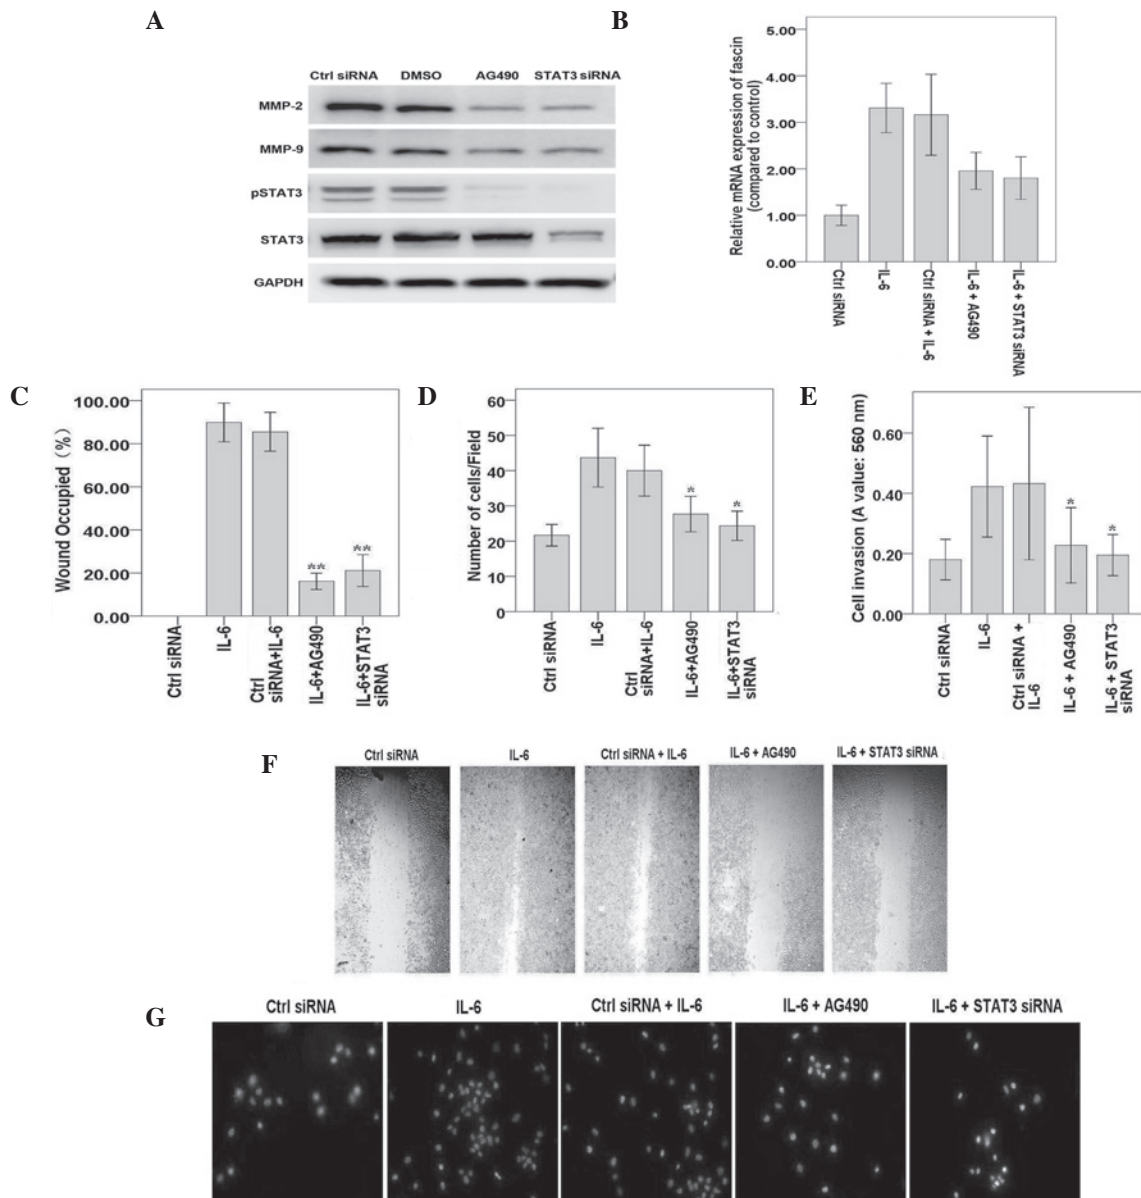 A
Ctrl siRNA DMSO AG490 STAT3 siRNA
MMP-2
MMP-9
pSTAT3
STAT3
GAPDH
B
Relative mRNA expression of fascin
(compared to control)
5.00
4.00
3.00
2.00
1.00
0.00
Ctrl siRNA
IL-6
Ctrl siRNA + IL-6
IL-6 + AG490
IL-6 + STAT3 siRNA
C
Wound Occupied (%)
100.00
80.00
60.00
40.00
20.00
0.00
**
**
Ctrl siRNA
IL-6
Ctrl
siRNA+IL-6
IL-6+AG490
IL-6+STAT3
siRNA
D
Number of cells/Field
60
50
40
30
20
10
0
*
*
Ctrl siRNA
IL-6
Ctrl
siRNA+IL-6
IL-6+AG490
IL-6+STAT3
siRNA
E
Cell invasion (A value: 560 nm)
0.60
0.40
0.20
0.00
*
*
Ctrl siRNA
IL-6
Ctrl siRNA +
IL-6
IL-6 + AG490
IL-6 + STAT3
siRNA
F
Ctrl siRNA IL-6 Ctrl siRNA + IL-6 IL-6 + AG490 IL-6 + STAT3 siRNA
G
Ctrl siRNA IL-6 Ctrl siRNA + IL-6 IL-6 + AG490 IL-6 + STAT3 siRNA